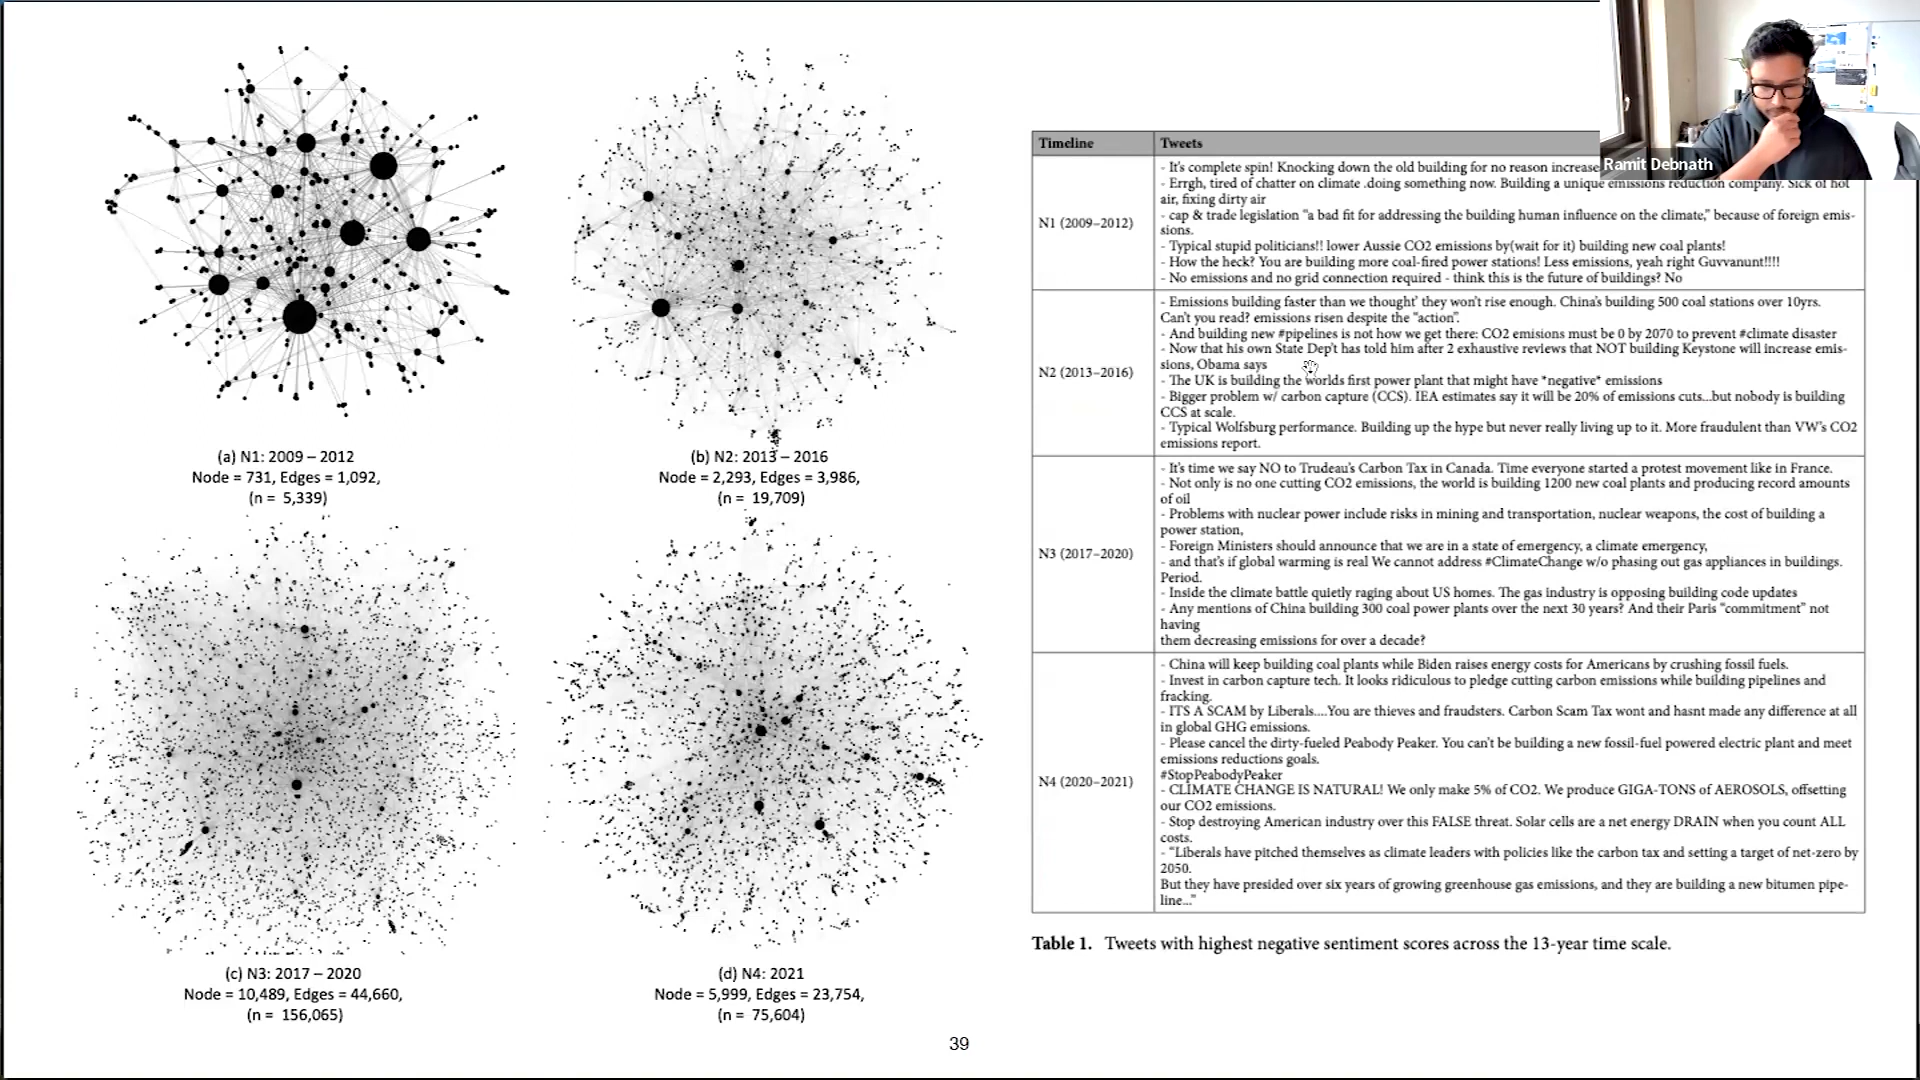 (a) N1: 2009 – 2012
Node = 731, Edges = 1,092,
(n = 5,339)
(b) N2: 2013 – 2016
Node = 2,293, Edges = 3,986,
(n = 19,709)
(c) N3: 2017 – 2020
Node = 10,489, Edges = 44,660,
(n = 156,065)
(d) N4: 2021
Node = 5,999, Edges = 23,754,
(n = 75,604)
Timeline
Tweets
N1 (2009–2012)
- It's complete spin! Knocking down the old building for no reason increase
- Errgh, tired of chatter on climate .doing something now. Building a unique emissions reduction company. Sick of hot
air, fixing dirty air
- cap & trade legislation "a bad fit for addressing the building human influence on the climate," because of foreign emis-
sions.
- Typical stupid politicians!! lower Aussie CO2 emissions by(wait for it) building new coal plants!
- How the heck? You are building more coal-fired power stations! Less emissions, yeah right Guvvanunt!!!!
- No emissions and no grid connection required - think this is the future of buildings? No
N2 (2013–2016)
- Emissions building faster than we thought' they won't rise enough. China's building 500 coal stations over 10yrs.
Can't you read? emissions risen despite the "action".
- And building new #pipelines is not how we get there: CO2 emisions must be 0 by 2070 to prevent #climate disaster
- Now that his own State Dep't has told him after 2 exhaustive reviews that NOT building Keystone will increase emis-
sions, Obama says
- The UK is building the worlds first power plant that might have *negative* emissions
- Bigger problem w/ carbon capture (CCS). IEA estimates say it will be 20% of emissions cuts...but nobody is building
CCS at scale.
- Typical Wolfsburg performance. Building up the hype but never really living up to it. More fraudulent than VW's CO2
emissions report.
N3 (2017–2020)
- It's time we say NO to Trudeau's Carbon Tax in Canada. Time everyone started a protest movement like in France.
- Not only is no one cutting CO2 emissions, the world is building 1200 new coal plants and producing record amounts
of oil
- Problems with nuclear power include risks in mining and transportation, nuclear weapons, the cost of building a
power station,
- Foreign Ministers should announce that we are in a state of emergency, a climate emergency,
- and that's if global warming is real We cannot address #ClimateChange w/o phasing out gas appliances in buildings.
Period.
- Inside the climate battle quietly raging about US homes. The gas industry is opposing building code updates
- Any mentions of China building 300 coal power plants over the next 30 years? And their Paris "commitment" not
having
them decreasing emissions for over a decade?
N4 (2020–2021)
- China will keep building coal plants while Biden raises energy costs for Americans by crushing fossil fuels.
- Invest in carbon capture tech. It looks ridiculous to pledge cutting carbon emissions while building pipelines and
fracking.
- ITS A SCAM by Liberals....You are thieves and fraudsters. Carbon Scam Tax wont and hasnt made any difference at all
in global GHG emissions.
- Please cancel the dirty-fueled Peabody Peaker. You can't be building a new fossil-fuel powered electric plant and meet
emissions reductions goals.
#StopPeabodyPeaker
- CLIMATE CHANGE IS NATURAL! We only make 5% of CO2. We produce GIGA-TONS of AEROSOLS, offsetting
our CO2 emissions.
- Stop destroying American industry over this FALSE threat. Solar cells are a net energy DRAIN when you count ALL
costs.
- "Liberals have pitched themselves as climate leaders with policies like the carbon tax and setting a target of net-zero by
2050.
But they have presided over six years of growing greenhouse gas emissions, and they are building a new bitumen pipe-
line..."
Table 1. Tweets with highest negative sentiment scores across the 13-year time scale.
39
Ramit Debnath